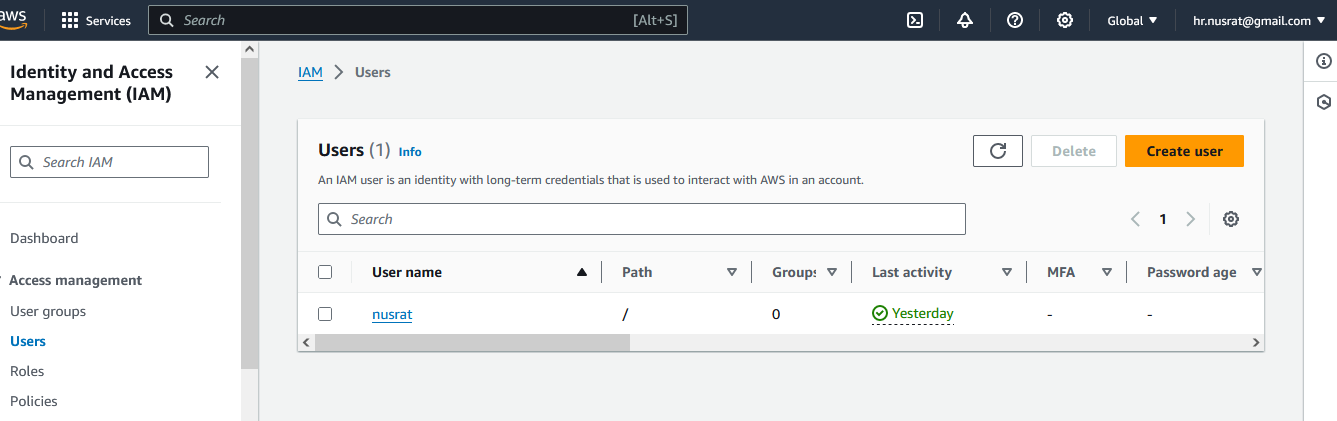 aws
Services
Search
[Alt+S]
Global
hr.nusrat@gmail.com
Identity and Access
Management (IAM)
Search IAM
Dashboard
Access management
User groups
Users
Roles
Policies
IAM
Users
Users (1)
Info
Delete
Create user
An IAM user is an identity with long-term credentials that is used to interact with AWS in an account.
Search
1
User name
Path
Groups
Last activity
MFA
Password age
nusrat
/
0
Yesterday
-
-